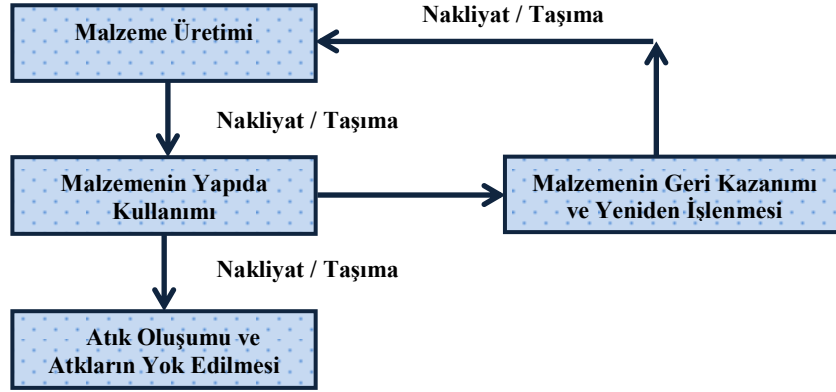 Nakliyat / Taşıma
Malzeme Üretimi
Nakliyat / Taşıma
Malzemenin Yapıda
Kullanımı
Malzemenin Geri Kazanımı
ve Yeniden İşlenmesi
Nakliyat / Taşıma
Atık Oluşumu ve
Atkların Yok Edilmesi